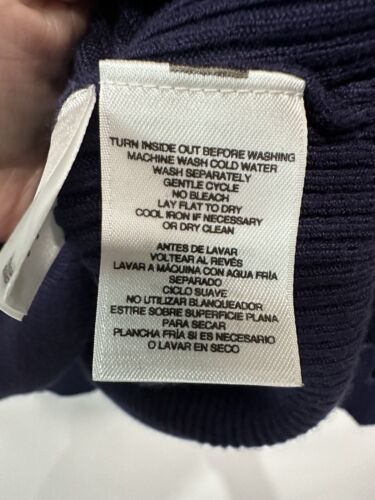 TURN INSIDE OUT BEFORE WASHING
MACHINE WASH COLD WATER
WASH SEPARATELY
GENTLE CYCLE
NO BLEACH
LAY FLAT TO DRY
COOL IRON IF NECESSARY
OR DRY CLEAN
ANTES DE LAVAR
VOLTEAR AL REVÉS
LAVAR A MÁQUINA CON AGUA FRÍA
SEPARADO
CICLO SUAVE
NO UTILIZAR BLANQUEADOR
ESTIRE SOBRE SUPERFICIE PLANA
PARA SECAR
PLANCHA FRÍA SI ES NECESARIO
O LAVAR EN SECO